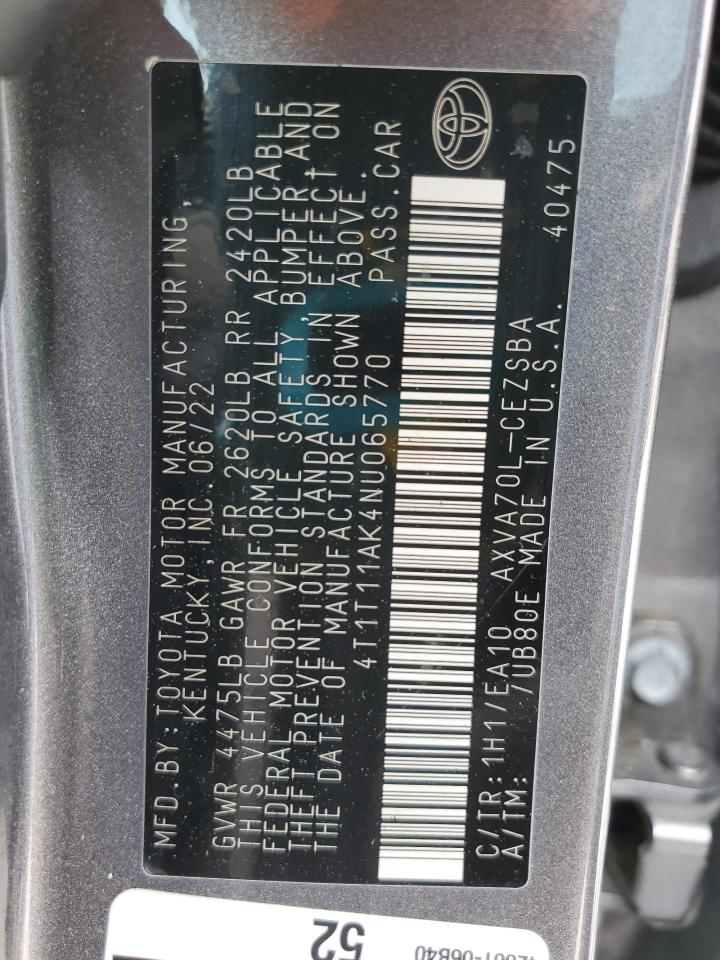 MFD.BY:TOYOTA MOTOR MANUFACTURING,
KENTUCKY, INC. 06/22
GVWR 4475LB GAWR FR 2620LB RR 2420LB
THIS VEHICLE CONFORMS TO ALL APPLICABLE
FEDERAL MOTOR VEHICLE SAFETY, BUMPER AND
THEFT PREVENTION STANDARDS IN EFFECT ON
THE DATE OF MANUFACTURE SHOWN ABOVE.
4T1T11AK4NU065770 PASS.CAR
C/TR:1H1/EA10 AXVA70L-CEZSBA
A/TM: /UB80E MADE IN U.S.A. 40475
52